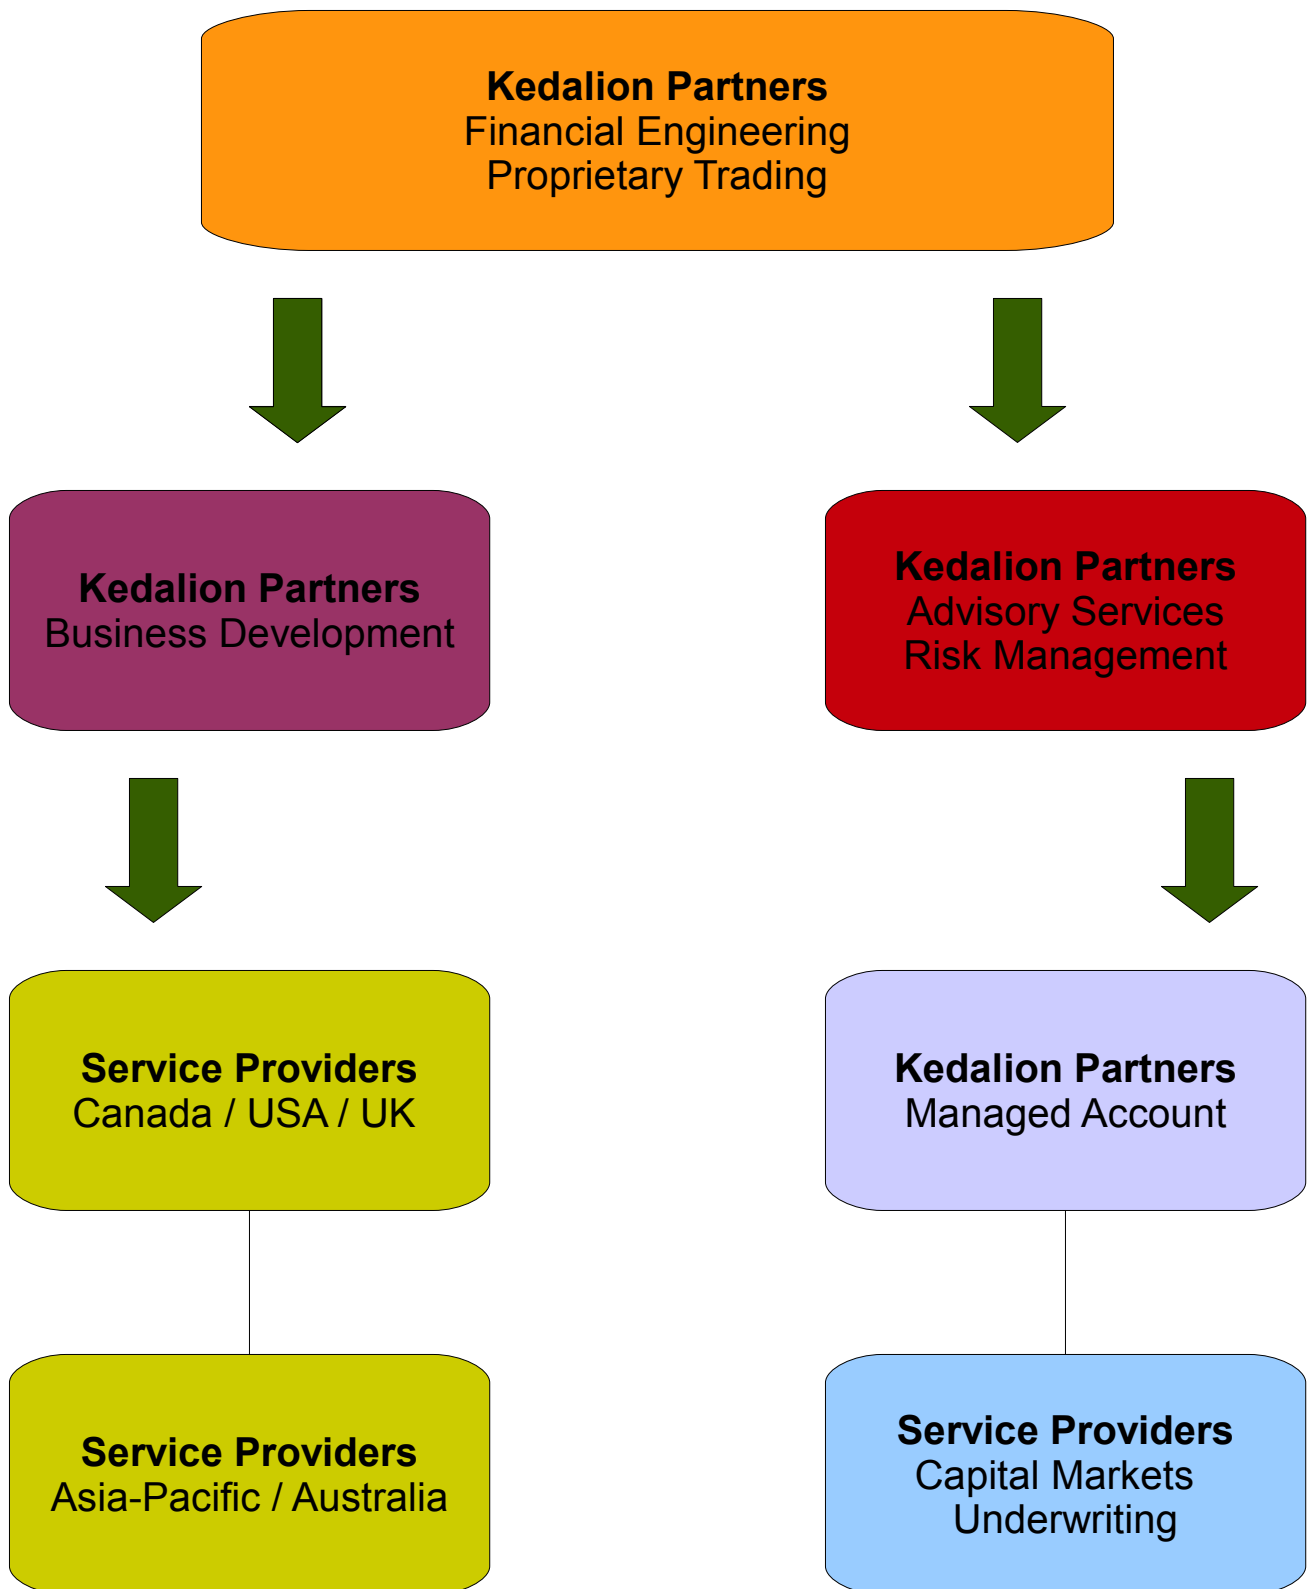 Kedalion Partners
Financial Engineering
Proprietary Trading
Kedalion Partners
Business Development
Kedalion Partners
Advisory Services
Risk Management
Service Providers
Canada / USA / UK
Kedalion Partners
Managed Account
Service Providers
Asia-Pacific / Australia
Service Providers
Capital Markets
Underwriting